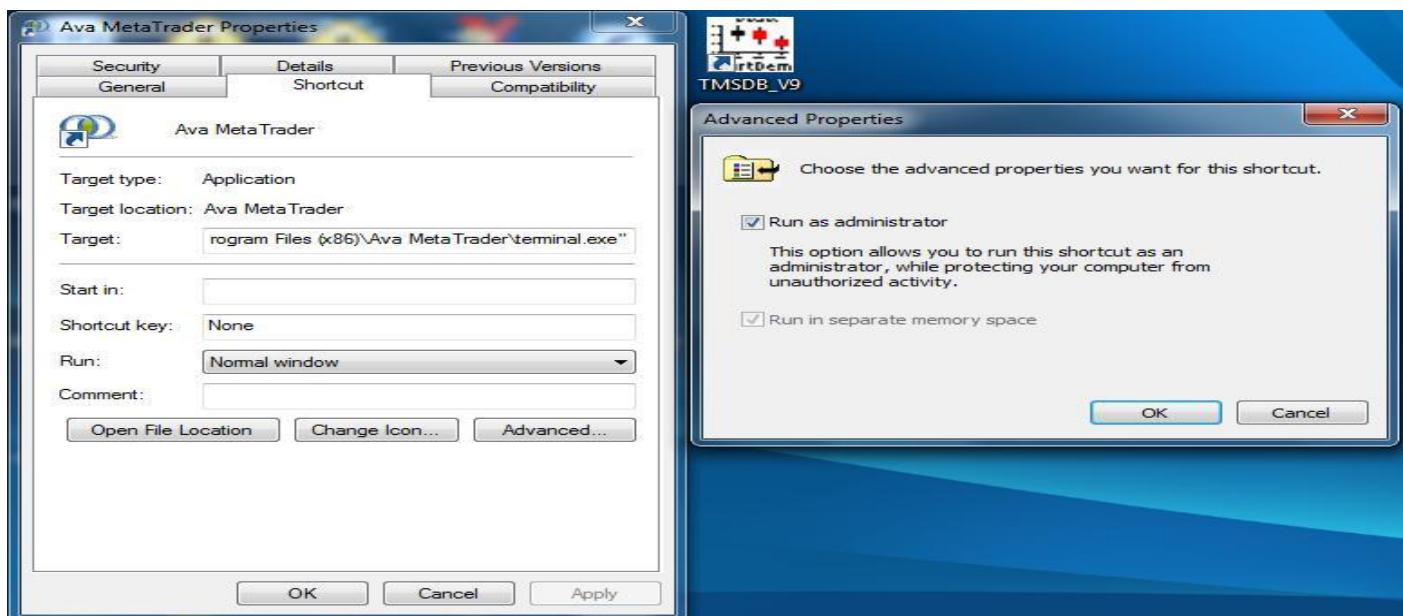 Ava MetaTrader Properties
Security Details Previous Versions
General Shortcut Compatibility
Ava MetaTrader
Target type: Application
Target location: Ava MetaTrader
Target: rogram Files (x86)\Ava MetaTrader\terminal.exe"
Start in:
Shortcut key: None
Run: Normal window
Comment:
Open File Location Change Icon... Advanced...
OK Cancel Apply
TMSDB_V9
Advanced Properties
Choose the advanced properties you want for this shortcut.
Run as administrator
This option allows you to run this shortcut as an
administrator, while protecting your computer from
unauthorized activity.
Run in separate memory space
OK Cancel